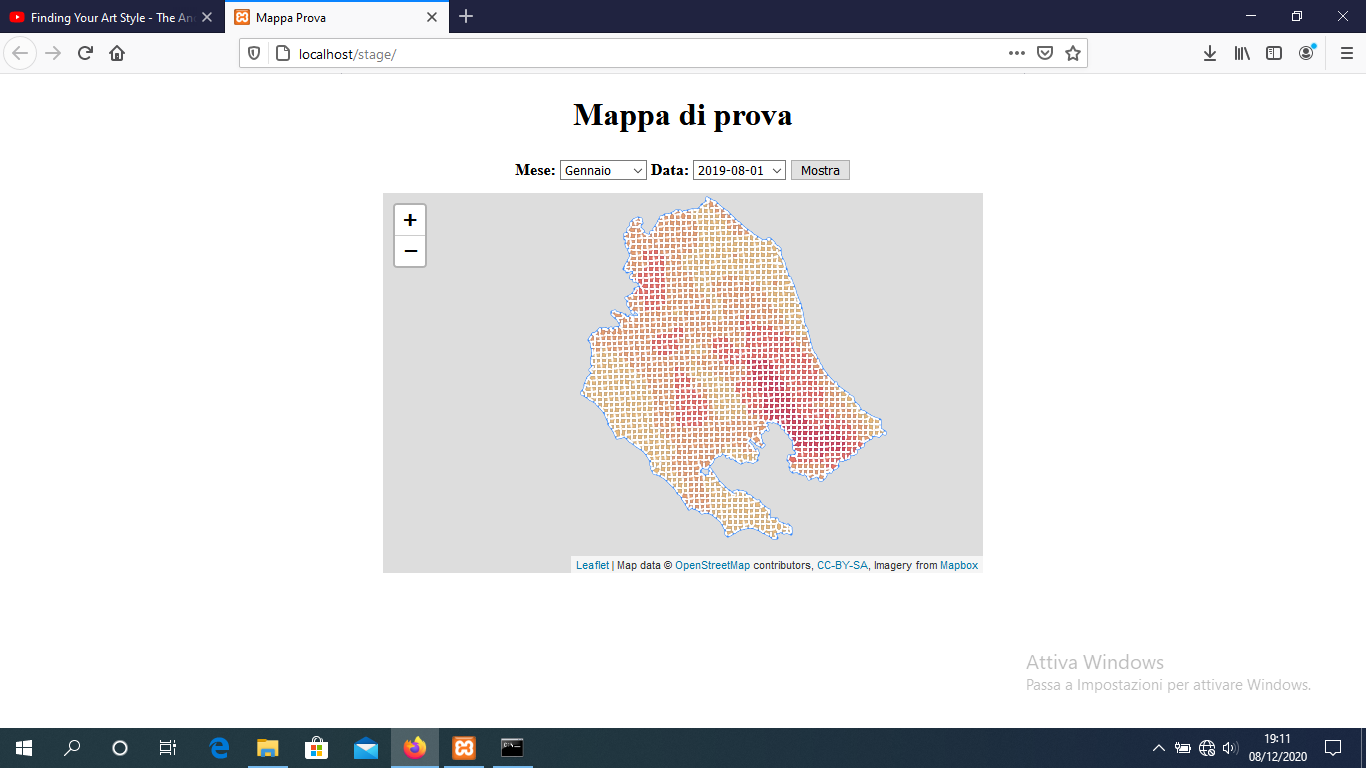 Finding Your Art Style - The An
Mappa Prova
localhost/stage/
Mappa di prova
Mese: Gennaio Data: 2019-08-01 Mostra
+
−
Leaflet | Map data © OpenStreetMap contributors, CC-BY-SA, Imagery from Mapbox
Attiva Windows
Passa a Impostazioni per attivare Windows.
19:11
08/12/2020